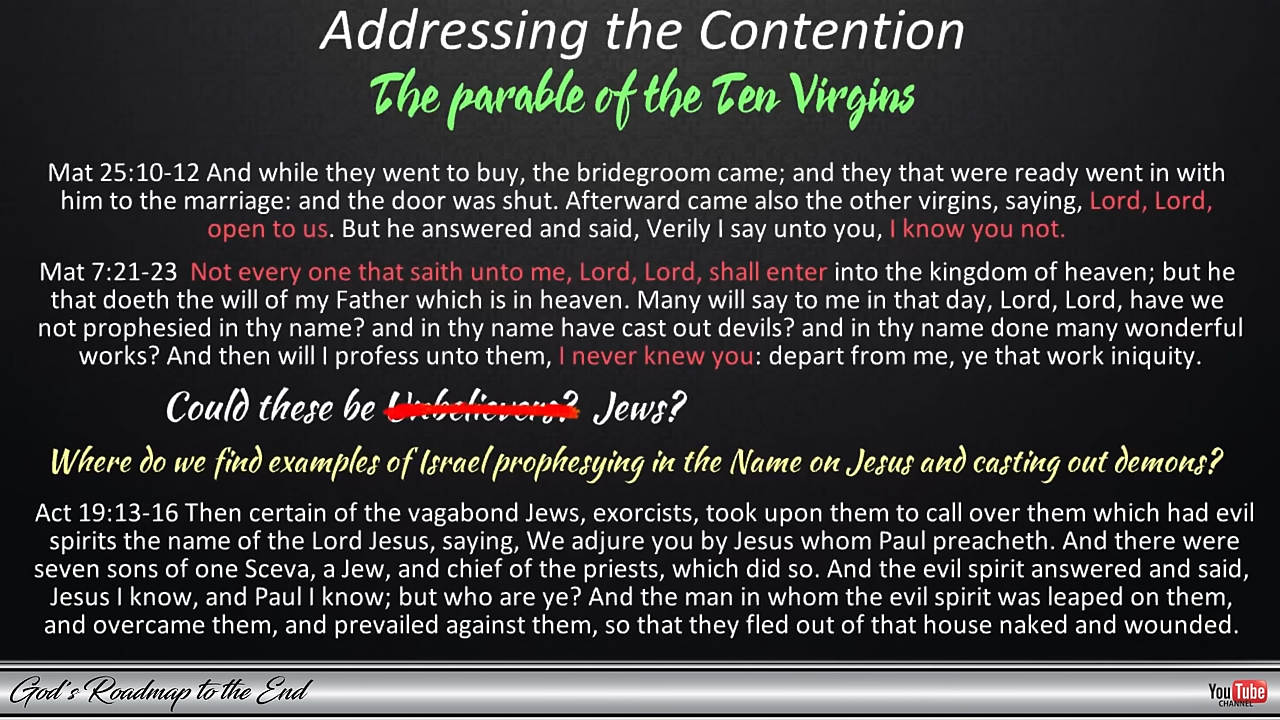 Addressing the Contention
The parable of the Ten Virgins
Mat 25:10-12 And while they went to buy, the bridegroom came; and they that were ready went in with
him to the marriage: and the door was shut. Afterward came also the other virgins, saying, Lord, Lord,
open to us. But he answered and said, Verily I say unto you, I know you not.
Mat 7:21-23 Not every one that saith unto me, Lord, Lord, shall enter into the kingdom of heaven; but he
that doeth the will of my Father which is in heaven. Many will say to me in that day, Lord, Lord, have we
not prophesied in thy name? and in thy name have cast out devils? and in thy name done many wonderful
works? And then will I profess unto them, I never knew you: depart from me, ye that work iniquity.
Could these be Unbelievers? Jews?
Where do we find examples of Israel prophesying in the Name on Jesus and casting out demons?
Act 19:13-16 Then certain of the vagabond Jews, exorcists, took upon them to call over them which had evil
spirits the name of the Lord Jesus, saying, We adjure you by Jesus whom Paul preacheth. And there were
seven sons of one Sceva, a Jew, and chief of the priests, which did so. And the evil spirit answered and said,
Jesus I know, and Paul I know; but who are ye? And the man in whom the evil spirit was leaped on them,
and overcame them, and prevailed against them, so that they fled out of that house naked and wounded.
God's Roadmap to the End
YouTube
CHANNEL